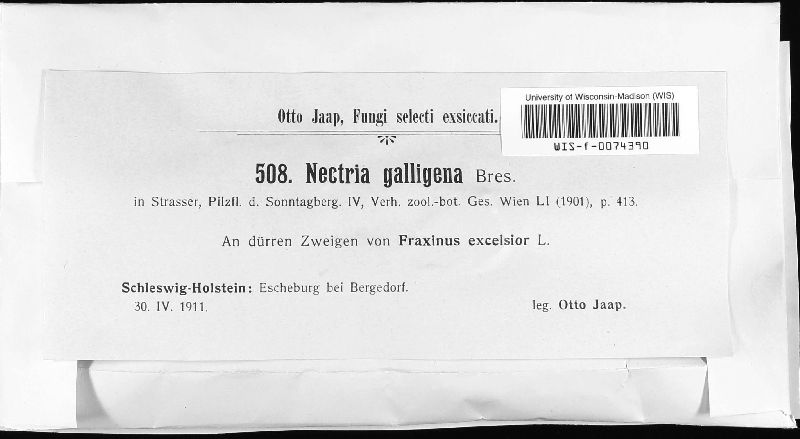 Otto Jaap, Fungi selecti exsiccati.
University of Wisconsin-Madison (WIS)
WIS-f-0074390
508. Nectria galligena Bres.
in Strasser, Pilzfl. d. Sonntagberg. IV, Verh. zool.-bot. Ges. Wien LI (1901), p. 413.
An dürren Zweigen von Fraxinus excelsior L.
Schleswig-Holstein: Escheburg bei Bergedorf.
30. IV. 1911. leg. Otto Jaap.